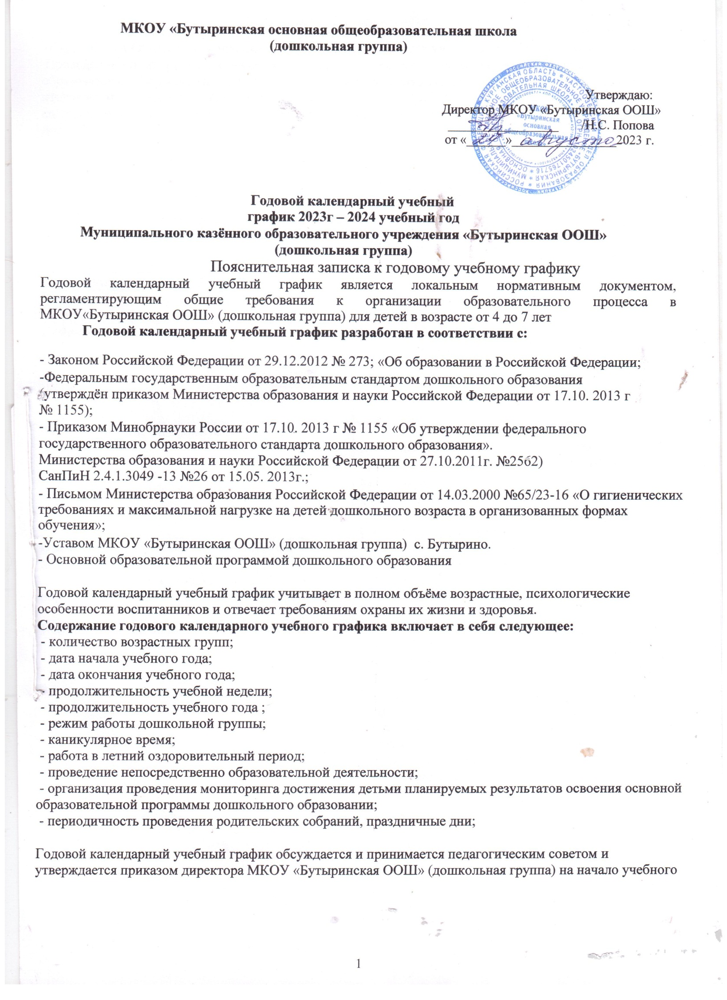 МКОУ «Бутыринская основная общеобразовательная школа
(дошкольная группа)
Утверждаю:
Директор МКОУ «Бутыринская ООШ»
/Н.С. Попова
от « » августа 2023 г.
МКОУ
«Бутыринская
основная
общеобразовательная
школа»
Годовой календарный учебный
график 2023г – 2024 учебный год
Муниципального казённого образовательного учреждения «Бутыринская ООШ»
(дошкольная группа)
Пояснительная записка к годовому учебному графику
Годовой календарный учебный график является локальным нормативным документом,
регламентирующим общие требования к организации образовательного процесса в
МКОУ«Бутыринская ООШ» (дошкольная группа) для детей в возрасте от 4 до 7 лет
Годовой календарный учебный график разработан в соответствии с:
- Законом Российской Федерации от 29.12.2012 № 273; «Об образовании в Российской Федерации;
-Федеральным государственным образовательным стандартом дошкольного образования
(утверждён приказом Министерства образования и науки Российской Федерации от 17.10. 2013 г
№ 1155);
- Приказом Минобрнауки России от 17.10. 2013 г № 1155 «Об утверждении федерального
государственного образовательного стандарта дошкольного образования».
Министерства образования и науки Российской Федерации от 27.10.2011г. №2562)
СанПиН 2.4.1.3049 -13 №26 от 15.05. 2013г.;
- Письмом Министерства образования Российской Федерации от 14.03.2000 №65/23-16 «О гигиенических
требованиях и максимальной нагрузке на детей дошкольного возраста в организованных формах
обучения»;
-Уставом МКОУ «Бутыринская ООШ» (дошкольная группа) с. Бутырино.
- Основной образовательной программой дошкольного образования
Годовой календарный учебный график учитывает в полном объёме возрастные, психологические
особенности воспитанников и отвечает требованиям охраны их жизни и здоровья.
Содержание годового календарного учебного графика включает в себя следующее:
- количество возрастных групп;
- дата начала учебного года;
- дата окончания учебного года;
- продолжительность учебной недели;
- продолжительность учебного года ;
- режим работы дошкольной группы;
- каникулярное время;
- работа в летний оздоровительный период;
- проведение непосредственно образовательной деятельности;
- организация проведения мониторинга достижения детьми планируемых результатов освоения основной
образовательной программы дошкольного образовании;
- периодичность проведения родительских собраний, праздничные дни;
Годовой календарный учебный график обсуждается и принимается педагогическим советом и
утверждается приказом директора МКОУ «Бутыринская ООШ» (дошкольная группа) на начало учебного
1